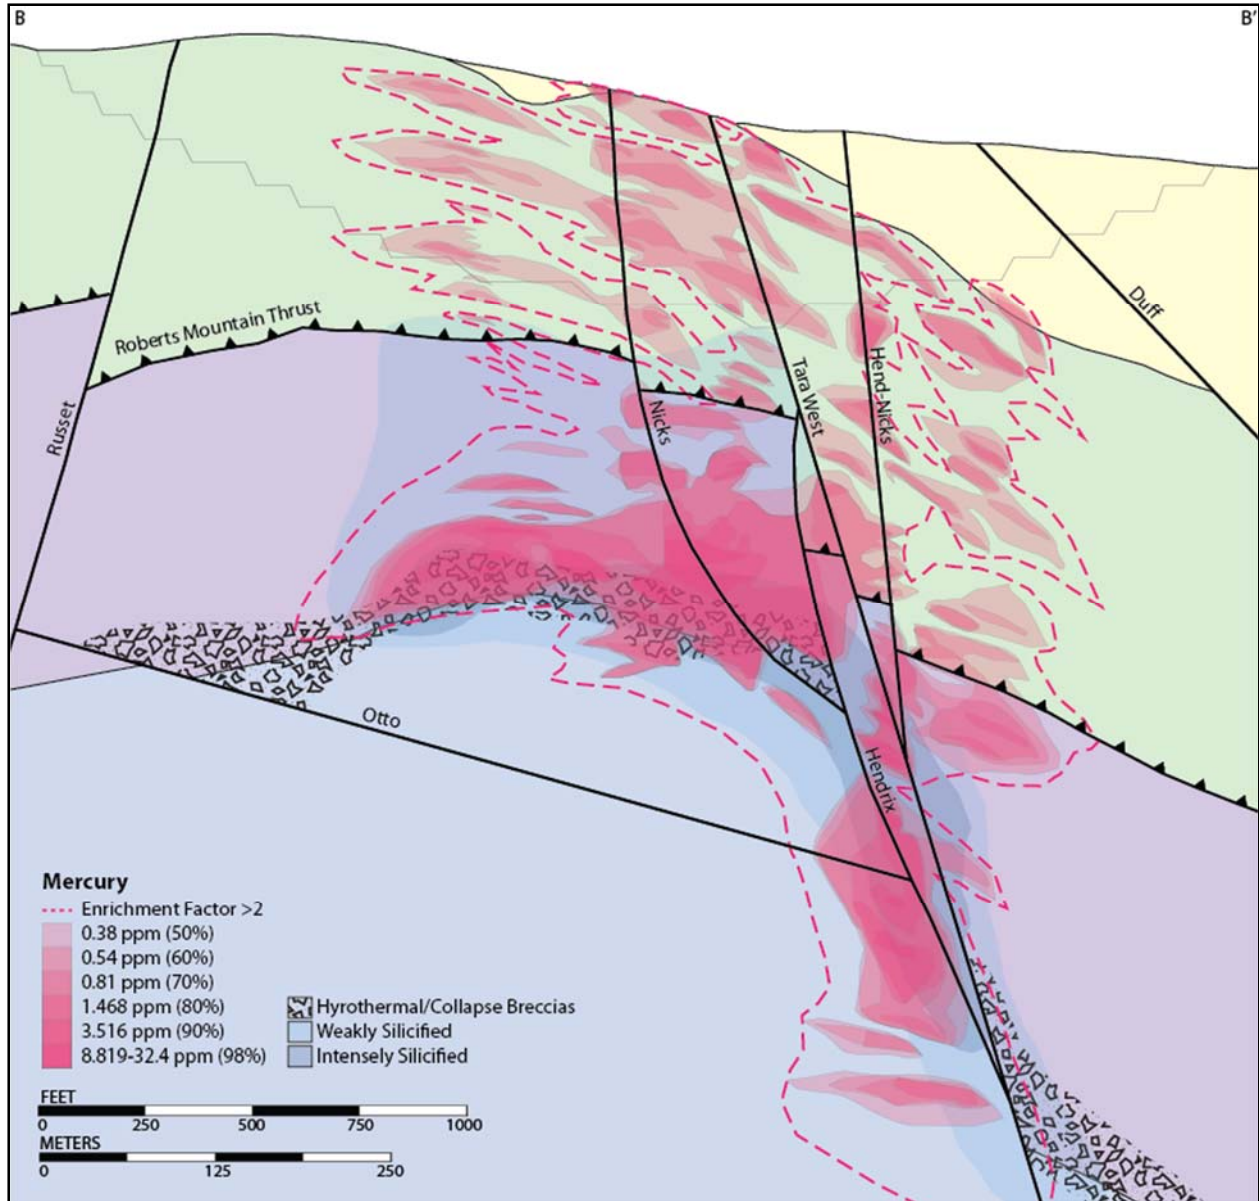 B B'
Roberts Mountain Thrust
Duff
Russet
Nicks
Tara West
Hend-Nicks
Otto
Hendrix
Mercury
Enrichment Factor >2
0.38 ppm (50%)
0.54 ppm (60%)
0.81 ppm (70%)
1.468 ppm (80%)
3.516 ppm (90%)
8.819-32.4 ppm (98%)
Hyrothermal/Collapse Breccias
Weakly Silicified
Intensely Silicified
FEET
0 250 500 750 1000
METERS
0 125 250